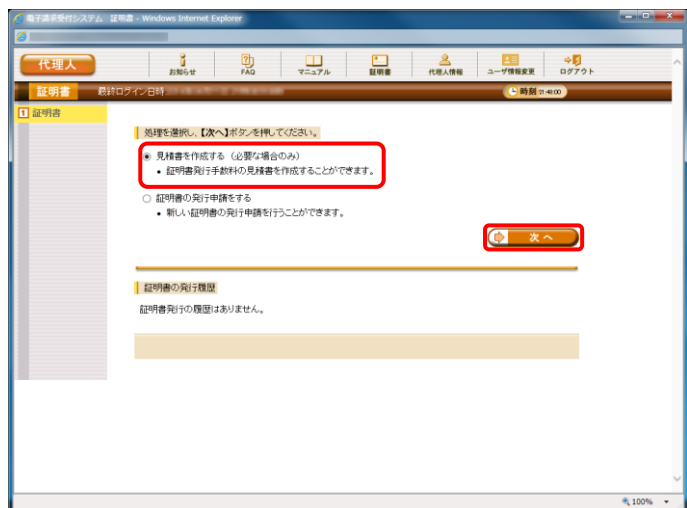 電子請求受付システム 証明書 - Windows Internet Explorer
代理人
お知らせ FAQ マニュアル 証明書 代理人情報 ユーザ情報変更 ログアウト
証明書 最終ログイン日時 時刻 21:48:00
1 証明書
処理を選択し、【次へ】ボタンを押してください。
見積書を作成する（必要な場合のみ）
• 証明書発行手数料の見積書を作成することができます。
証明書の発行申請をする
• 新しい証明書の発行申請を行うことができます。
次へ
証明書の発行履歴
証明書発行の履歴はありません。
100%